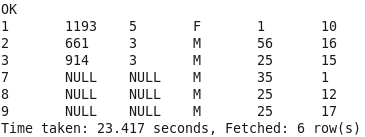 OK
1 1193 5 F 1 10
2 661 3 M 56 16
3 914 3 M 25 15
7 NULL NULL M 35 1
8 NULL NULL M 25 12
9 NULL NULL M 25 17
Time taken: 23.417 seconds, Fetched: 6 row(s)